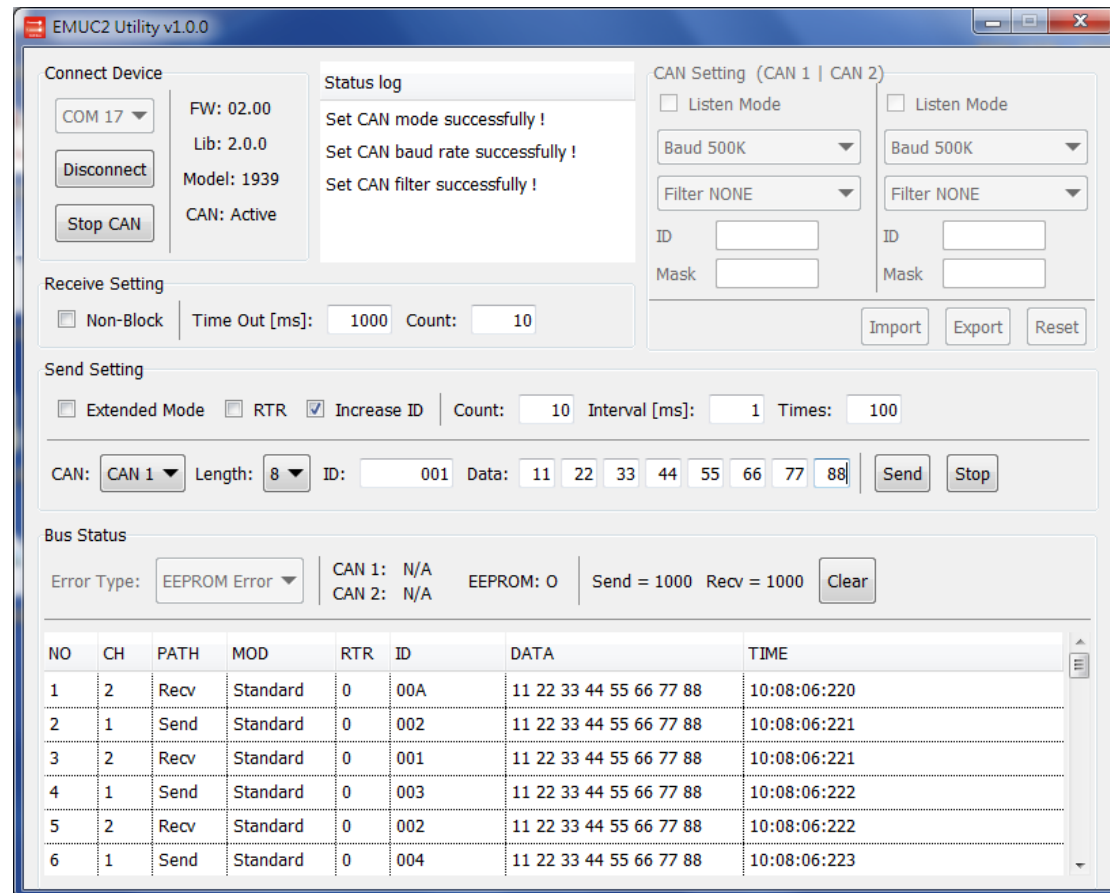 EMUC2 Utility v1.0.0
Connect Device
COM 17
Disconnect
Stop CAN
FW: 02.00
Lib: 2.0.0
Model: 1939
CAN: Active
Status log
Set CAN mode successfully !
Set CAN baud rate successfully !
Set CAN filter successfully !
CAN Setting (CAN 1 | CAN 2)
Listen Mode Listen Mode
Baud 500K Baud 500K
Filter NONE Filter NONE
ID ID
Mask Mask
Import Export Reset
Receive Setting
Non-Block Time Out [ms]: 1000 Count: 10
Send Setting
Extended Mode RTR Increase ID Count: 10 Interval [ms]: 1 Times: 100
CAN: CAN 1 Length: 8 ID: 001 Data: 11 22 33 44 55 66 77 88 Send Stop
Bus Status
Error Type: EEPROM Error
CAN 1: N/A
CAN 2: N/A
EEPROM: O Send = 1000 Recv = 1000 Clear
NO CH PATH MOD RTR ID DATA TIME
1 2 Recv Standard 0 00A 11 22 33 44 55 66 77 88 10:08:06:220
2 1 Send Standard 0 002 11 22 33 44 55 66 77 88 10:08:06:221
3 2 Recv Standard 0 001 11 22 33 44 55 66 77 88 10:08:06:221
4 1 Send Standard 0 003 11 22 33 44 55 66 77 88 10:08:06:222
5 2 Recv Standard 0 002 11 22 33 44 55 66 77 88 10:08:06:222
6 1 Send Standard 0 004 11 22 33 44 55 66 77 88 10:08:06:223